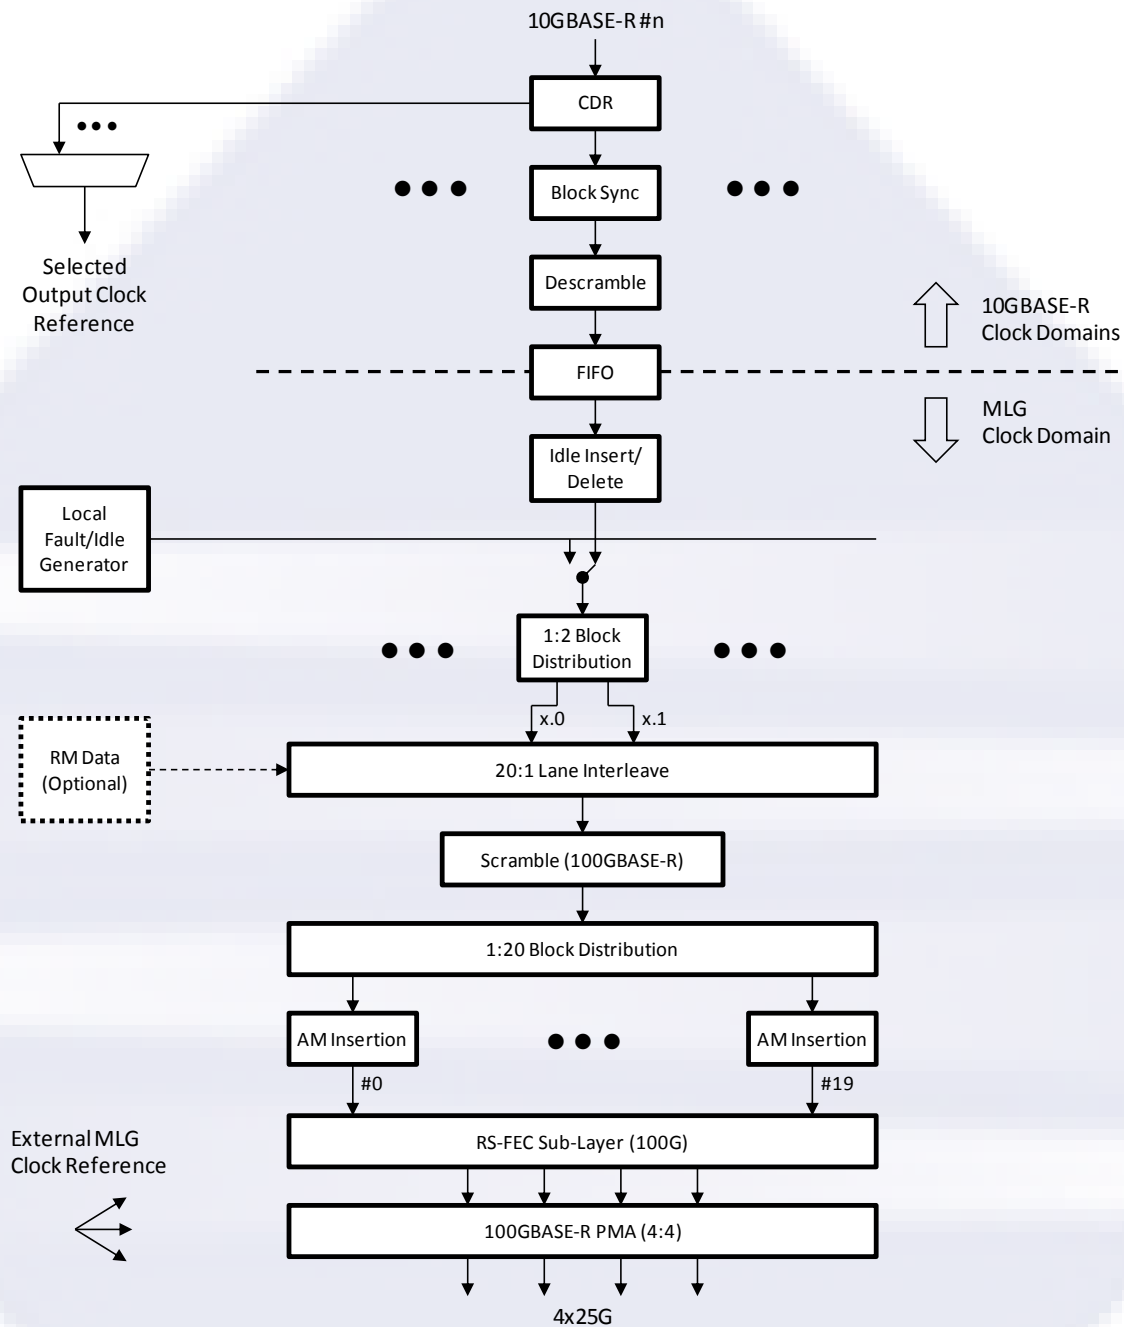 10GBASE-R #n
CDR
Block Sync
Selected
Output Clock
Reference
Descramble
10GBASE-R
Clock Domains
FIFO
MLG
Clock Domain
Idle Insert/
Delete
Local
Fault/Idle
Generator
1:2 Block
Distribution
x.0
x.1
RM Data
(Optional)
20:1 Lane Interleave
Scramble (100GBASE-R)
1:20 Block Distribution
AM Insertion
AM Insertion
#0
#19
External MLG
Clock Reference
RS-FEC Sub-Layer (100G)
100GBASE-R PMA (4:4)
4x25G